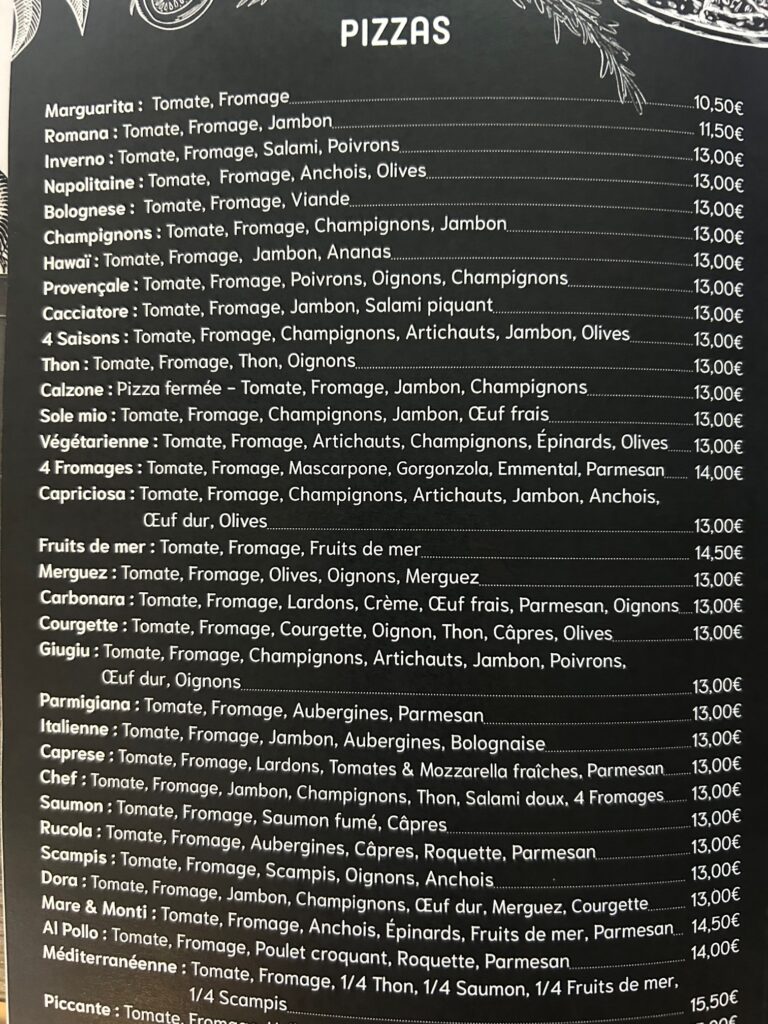 PIZZAS
Marguarita : Tomate, Fromage 10,50€
Romana : Tomate, Fromage, Jambon 11,50€
Inverno : Tomate, Fromage, Salami, Poivrons 13,00€
Napolitaine : Tomate, Fromage, Anchois, Olives 13,00€
Bolognese : Tomate, Fromage, Viande 13,00€
Champignons : Tomate, Fromage, Champignons, Jambon 13,00€
Hawaï : Tomate, Fromage, Jambon, Ananas 13,00€
Provençale : Tomate, Fromage, Poivrons, Oignons, Champignons 13,00€
Cacciatore : Tomate, Fromage, Jambon, Salami piquant 13,00€
4 Saisons : Tomate, Fromage, Champignons, Artichauts, Jambon, Olives 13,00€
Thon : Tomate, Fromage, Thon, Oignons 13,00€
Calzone : Pizza fermée - Tomate, Fromage, Jambon, Champignons 13,00€
Sole mio : Tomate, Fromage, Champignons, Jambon, Œuf frais 13,00€
Végétarienne : Tomate, Fromage, Artichauts, Champignons, Épinards, Olives 13,00€
4 Fromages : Tomate, Fromage, Mascarpone, Gorgonzola, Emmental, Parmesan 14,00€
Capriciosa : Tomate, Fromage, Champignons, Artichauts, Jambon, Anchois,
Œuf dur, Olives 13,00€
Fruits de mer : Tomate, Fromage, Fruits de mer 14,50€
Merguez : Tomate, Fromage, Olives, Oignons, Merguez 13,00€
Carbonara : Tomate, Fromage, Lardons, Crème, Œuf frais, Parmesan, Oignons 13,00€
Courgette : Tomate, Fromage, Courgette, Oignon, Thon, Câpres, Olives 13,00€
Giugiu : Tomate, Fromage, Champignons, Artichauts, Jambon, Poivrons,
Œuf dur, Oignons 13,00€
Parmigiana : Tomate, Fromage, Aubergines, Parmesan 13,00€
Italienne : Tomate, Fromage, Jambon, Aubergines, Bolognaise 13,00€
Caprese : Tomate, Fromage, Lardons, Tomates & Mozzarella fraîches, Parmesan 13,00€
Chef : Tomate, Fromage, Jambon, Champignons, Thon, Salami doux, 4 Fromages 13,00€
Saumon : Tomate, Fromage, Saumon fumé, Câpres 13,00€
Rucola : Tomate, Fromage, Aubergines, Câpres, Roquette, Parmesan 13,00€
Scampis : Tomate, Fromage, Scampis, Oignons, Anchois 13,00€
Dora : Tomate, Fromage, Jambon, Champignons, Œuf dur, Merguez, Courgette 13,00€
Mare & Monti : Tomate, Fromage, Anchois, Épinards, Fruits de mer, Parmesan 14,50€
Al Pollo : Tomate, Fromage, Poulet croquant, Roquette, Parmesan 14,00€
Méditerranéenne : Tomate, Fromage, 1/4 Thon, 1/4 Saumon, 1/4 Fruits de mer,
1/4 Scampis 15,50€
Piccante : Tomate, Fromage,